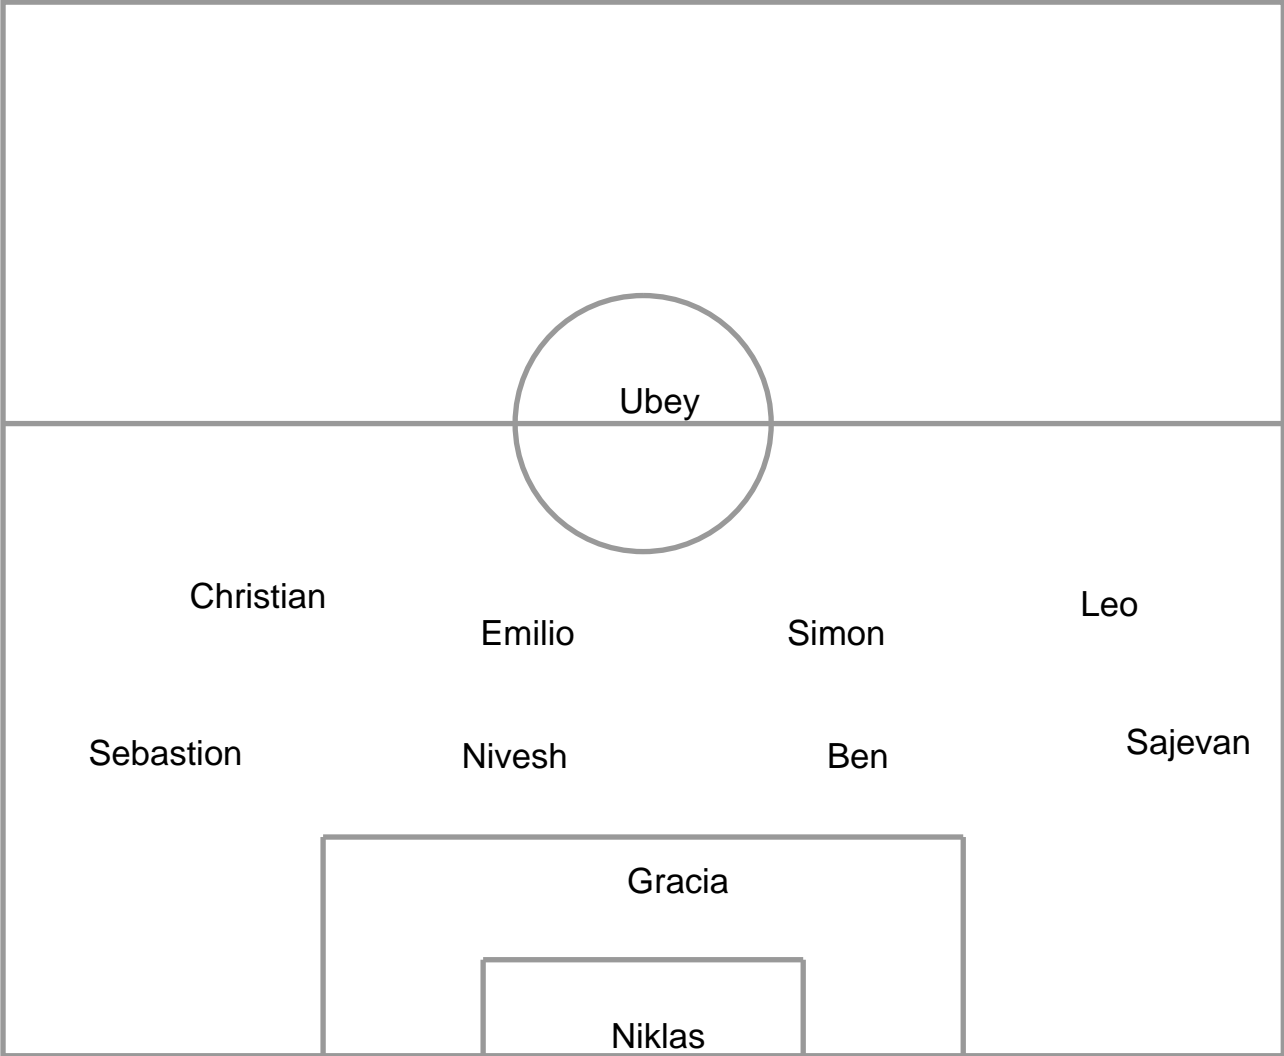 Ubey
Christian
Leo
Emilio
Simon
Sajevan
Sebastion
Nivesh
Ben
Gracia
Niklas